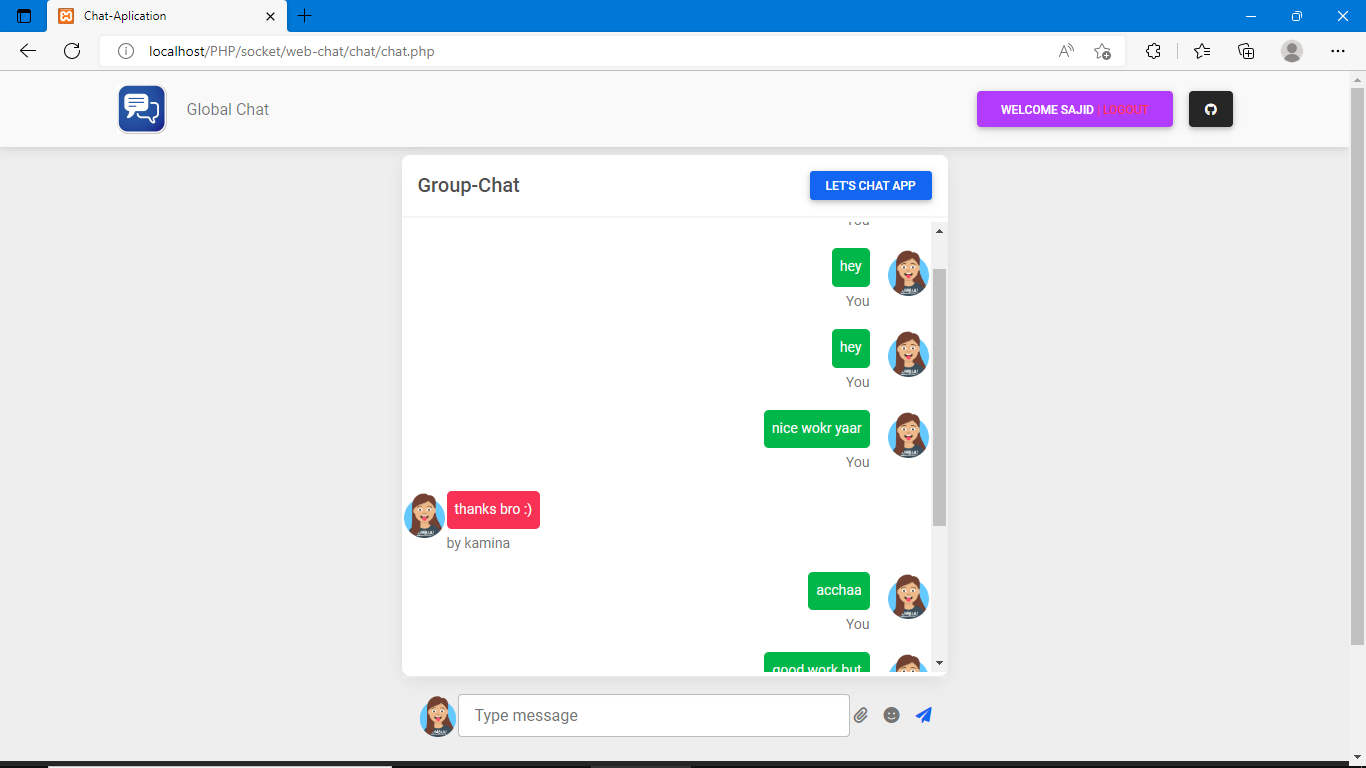 Chat-Aplication
localhost/PHP/socket/web-chat/chat/chat.php
Global Chat
WELCOME SAJID | LOGOUT
Group-Chat
LET'S CHAT APP
You
hey
You
hey
You
nice wokr yaar
You
thanks bro :)
by kamina
acchaa
You
good work but
Type message